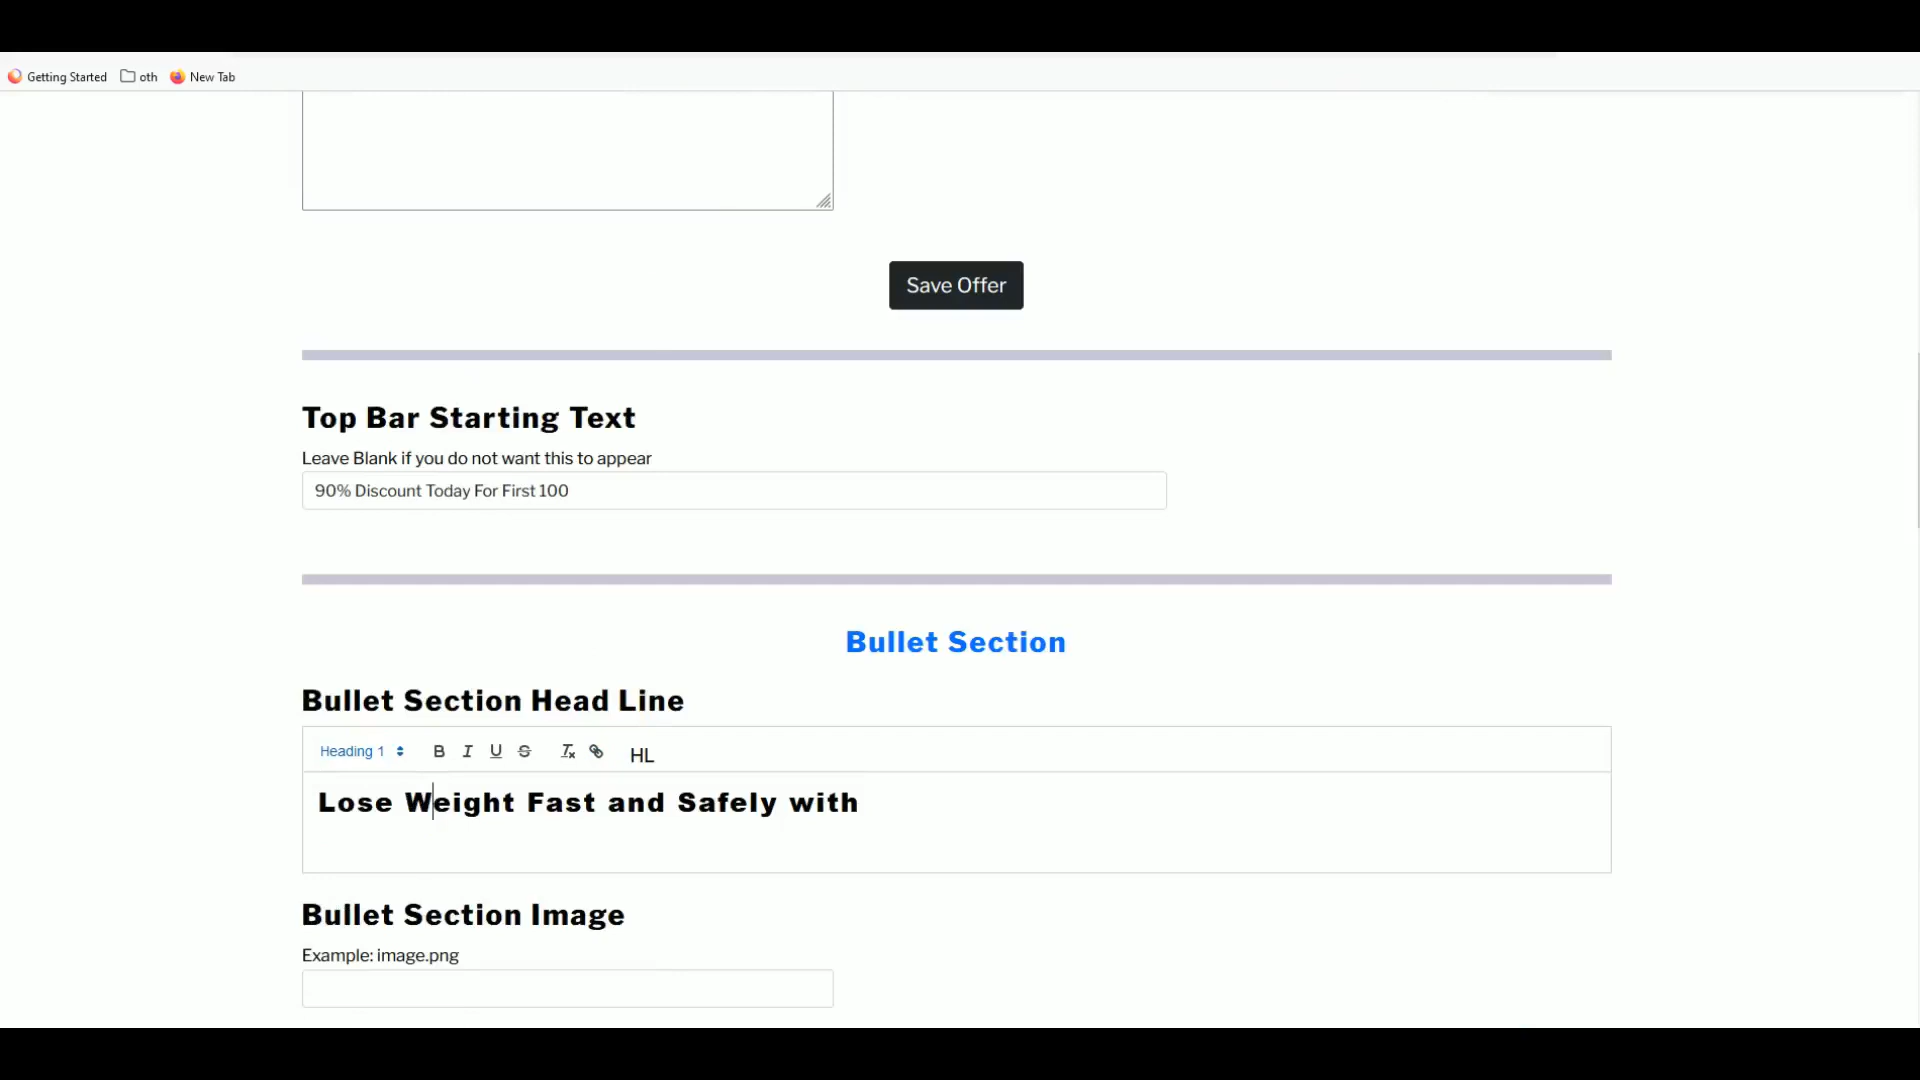 Getting Started oth New Tab
Save Offer
Top Bar Starting Text
Leave Blank if you do not want this to appear
90% Discount Today For First 100
Bullet Section
Bullet Section Head Line
Heading 1 B I U S Tx HL
Lose Weight Fast and Safely with
Bullet Section Image
Example: image.png